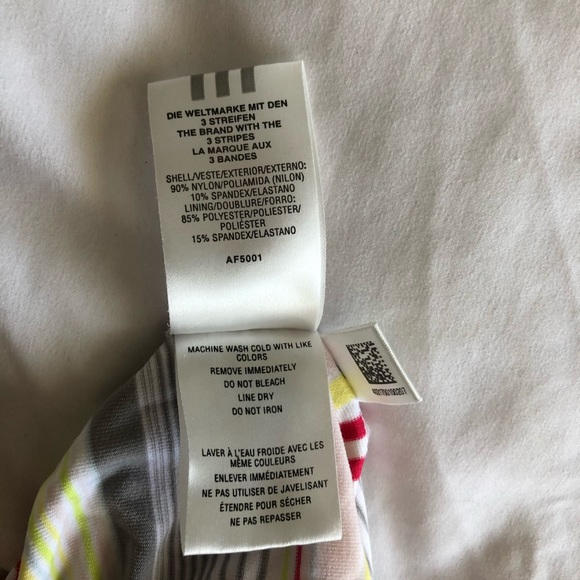 DIE WELTMARKE MIT DEN
3 STREIFEN
THE BRAND WITH THE
3 STRIPES
LA MARQUE AUX
3 BANDES
SHELL/VESTE/EXTERIOR/EXTERNO:
90% NYLON/POLIAMIDA (NILON)
10% SPANDEX/ELASTANO
LINING/DOUBLURE/FORRO:
85% POLYESTER/POLIESTER/
POLIÉSTER
15% SPANDEX/ELASTANO
AF5001
MACHINE WASH COLD WITH LIKE
COLORS
REMOVE IMMEDIATELY
DO NOT BLEACH
LINE DRY
DO NOT IRON
LAVER À L'EAU FROIDE AVEC LES
MÊME COULEURS
ENLEVER IMMÉDIATEMENT
NE PAS UTILISER DE JAVELISANT
ÉTENDRE POUR SÉCHER
NE PAS REPASSER